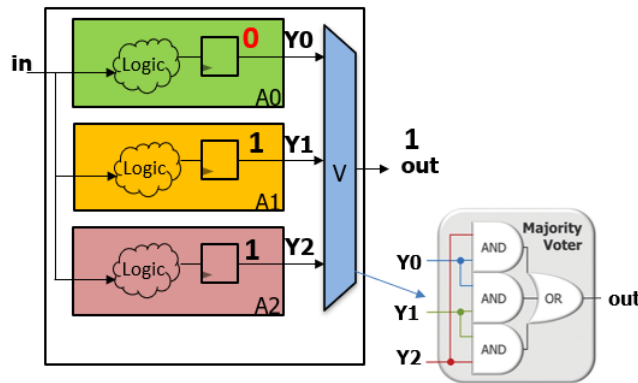 0 Y0
in
Logic
A0
1 Y1
1
out
Logic
V
A1
Majority
Voter
1 Y2
AND
Y0
Logic
AND
OR
out
A2
Y1
AND
Y2